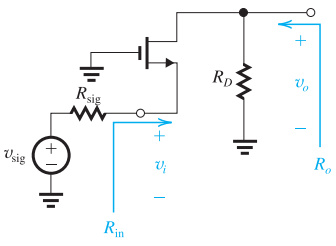 +
R_D
v_o
−
R_sig
R_o
+
v_sig
+
−
v_i
−
R_in